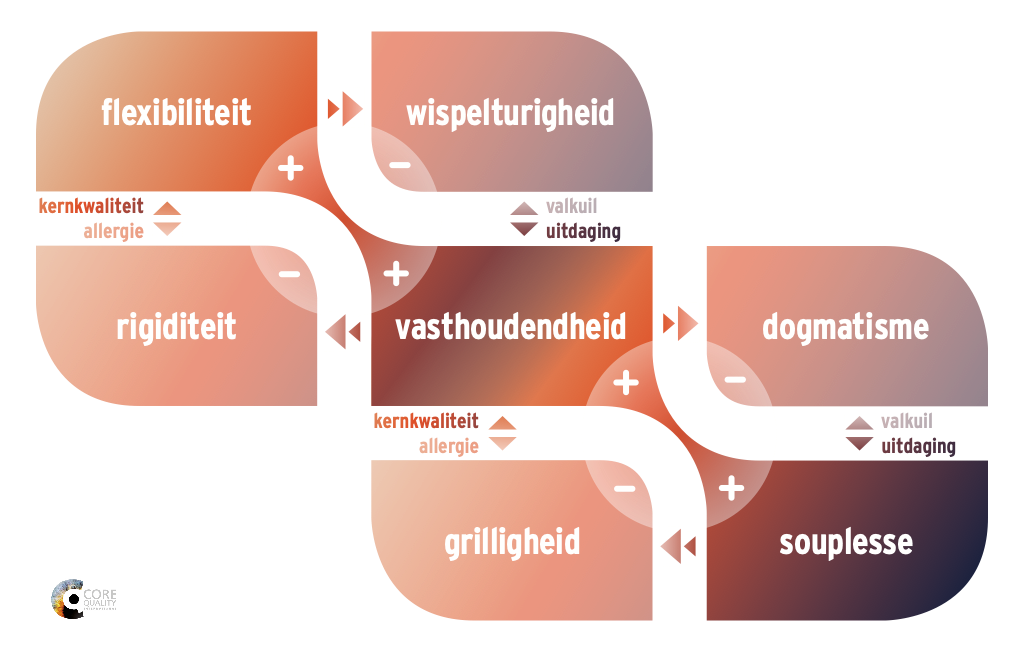 flexibiliteit
wispelturigheid
+
−
kernkwaliteit
allergie
valkuil
uitdaging
−
+
rigiditeit
vasthoudendheid
dogmatisme
+
−
kernkwaliteit
allergie
valkuil
uitdaging
−
+
grilligheid
souplesse
CORE
QUALITY